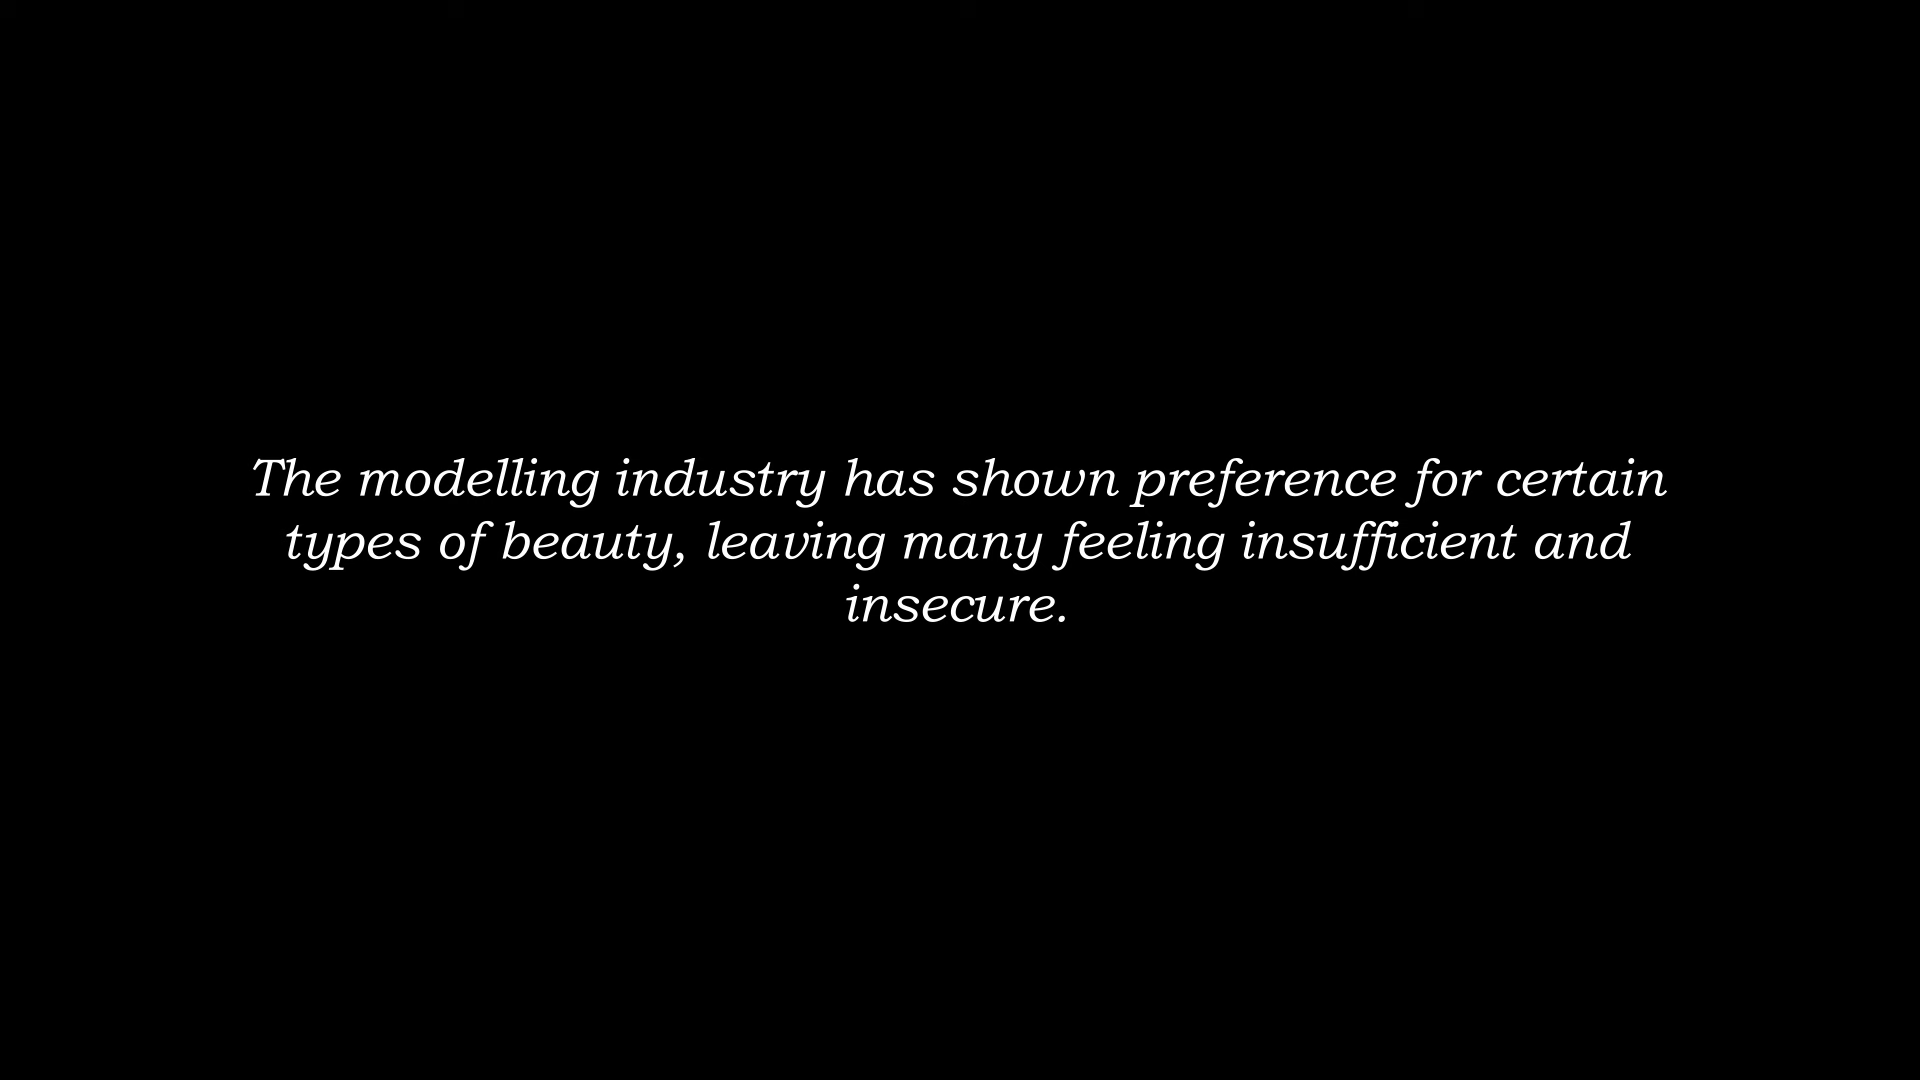 The modelling industry has shown preference for certain
types of beauty, leaving many feeling insufficient and
insecure.